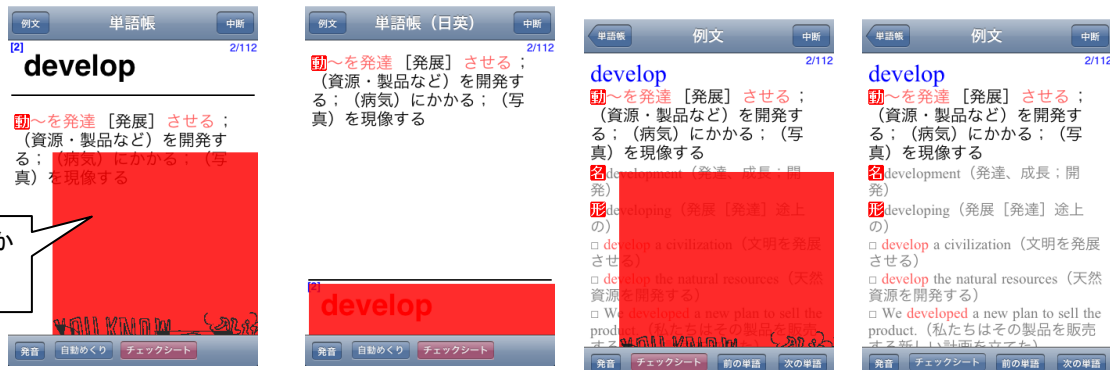 例文 単語帳 中断
[2] 2/112
develop
動～を発達［発展］させる；
（資源・製品など）を開発す
る；（病気）にかかる；（写
真）を現像する
か
YOU KNOW
発音 自動めくり チェックシート
例文 単語帳（日英） 中断
2/112
動～を発達［発展］させる；
（資源・製品など）を開発す
る；（病気）にかかる；（写
真）を現像する
[2]
develop
発音 自動めくり チェックシート
単語帳 例文 中断
2/112
develop
動～を発達［発展］させる；
（資源・製品など）を開発す
る；（病気）にかかる；（写
真）を現像する
名development（発達、成長；開
発）
形developing（発展［発達］途上
の）
□ develop a civilization（文明を発展
させる）
□ develop the natural resources（天然
資源を開発する）
□ We developed a new plan to sell the
product.（私たちはその製品を販売
発音 チェックシート 前の単語 次の単語
単語帳 例文 中断
2/112
develop
動～を発達［発展］させる；
（資源・製品など）を開発す
る；（病気）にかかる；（写
真）を現像する
名development（発達、成長；開
発）
形developing（発展［発達］途上
の）
□ develop a civilization（文明を発展
させる）
□ develop the natural resources（天然
資源を開発する）
□ We developed a new plan to sell the
product.（私たちはその製品を販売
する新しい計画を立てた）
発音 チェックシート 前の単語 次の単語